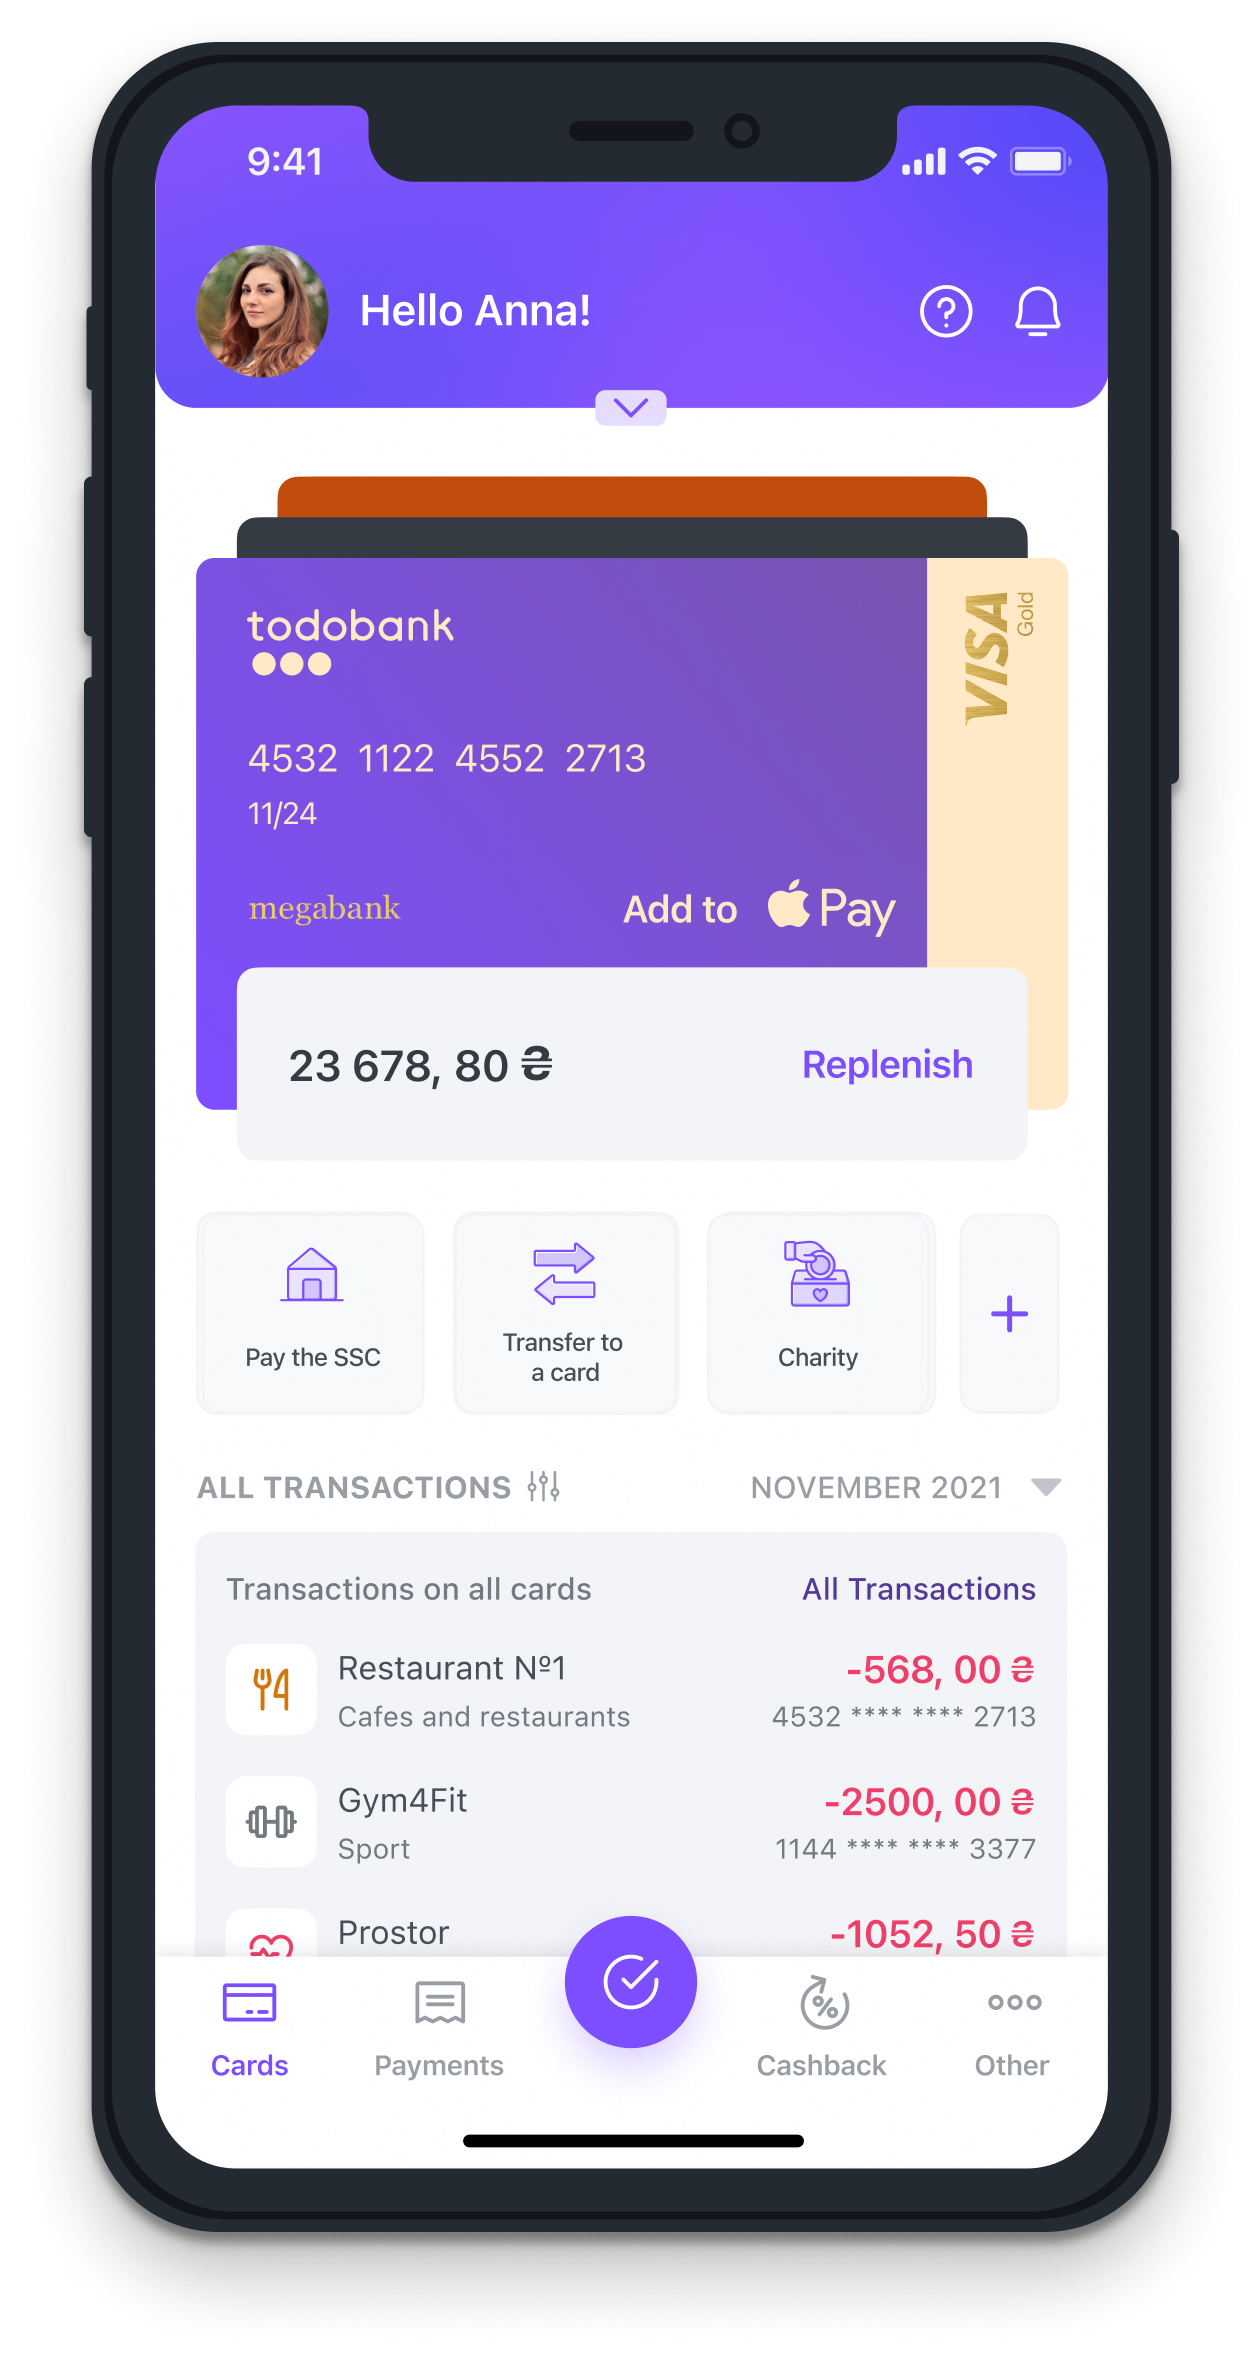 9:41
Hello Anna!
todobank
VISA
Gold
4532 1122 4552 2713
11/24
megabank
Add to Pay
23 678, 80 ₴
Replenish
Pay the SSC
Transfer to
a card
Charity
ALL TRANSACTIONS
NOVEMBER 2021
Transactions on all cards
All Transactions
Restaurant Nº1
-568, 00 ₴
Cafes and restaurants
4532 **** **** 2713
Gym4Fit
-2500, 00 ₴
Sport
1144 **** **** 3377
Prostor
-1052, 50 ₴
Cards
Payments
Cashback
Other